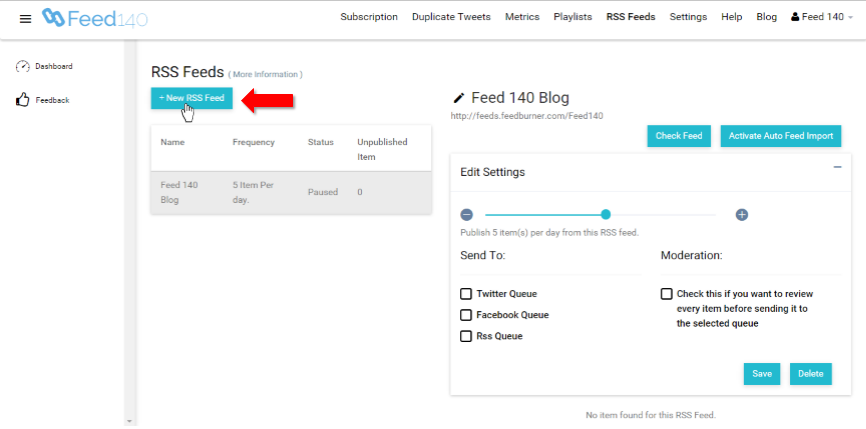 Feed140
Subscription Duplicate Tweets Metrics Playlists RSS Feeds Settings Help Blog Feed 140
Dashboard
Feedback
RSS Feeds ( More Information )
+ New RSS Feed
Name Frequency Status Unpublished Item
Feed 140 Blog 5 Item Per day. Paused 0
Feed 140 Blog
http://feeds.feedburner.com/Feed140
Check Feed Activate Auto Feed Import
Edit Settings
Publish 5 item(s) per day from this RSS feed.
Send To:
Twitter Queue
Facebook Queue
Rss Queue
Moderation:
Check this if you want to review
every item before sending it to
the selected queue
Save Delete
No item found for this RSS Feed.